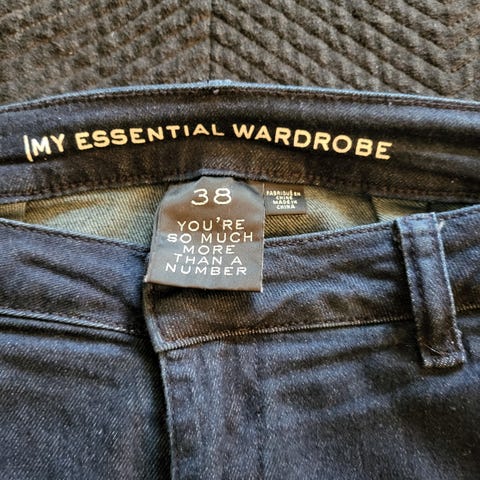 MY ESSENTIAL WARDROBE
38
YOU'RE
SO MUCH
MORE
THAN A
NUMBER
FABRIQUÉ EN
CHINE
MADE IN
CHINA